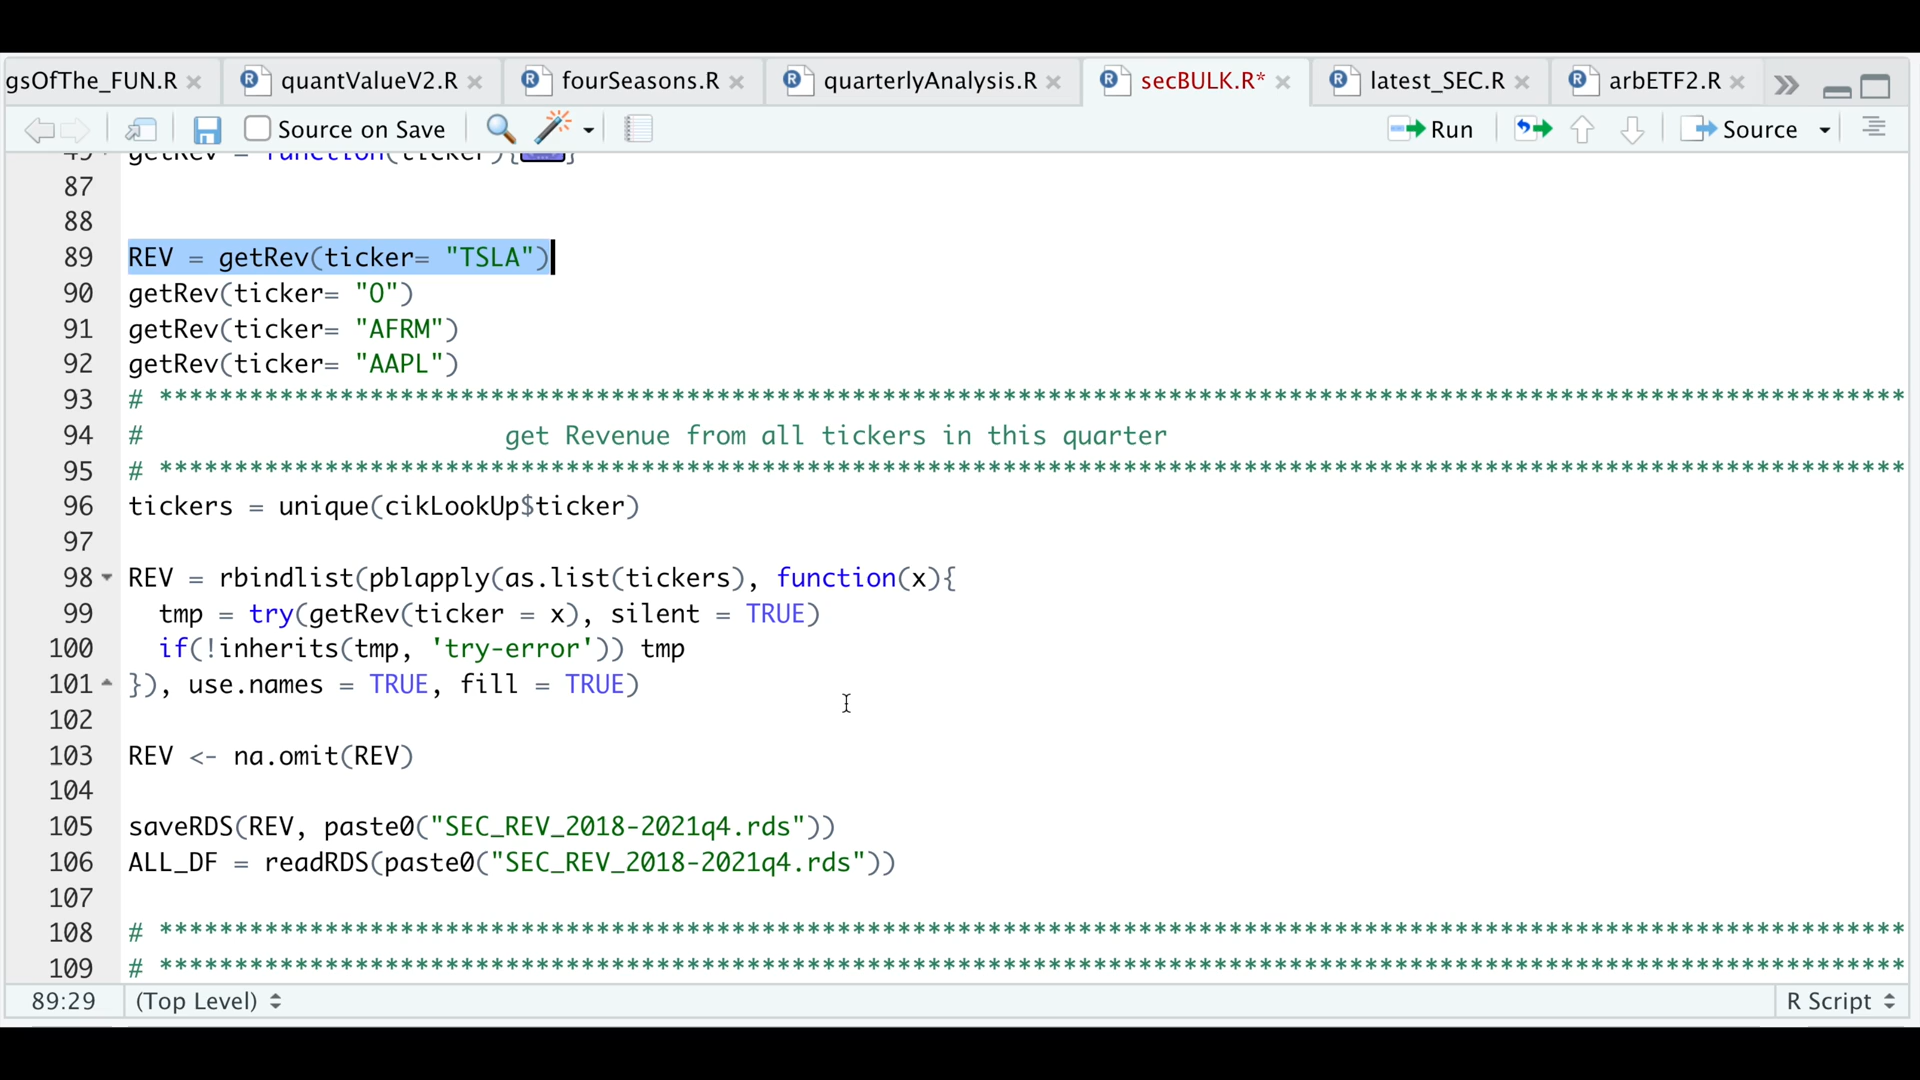 gsOfThe_FUN.R × quantValueV2.R × fourSeasons.R × quarterlyAnalysis.R × secBULK.R* × latest_SEC.R × arbETF2.R ×
Source on Save Run Source
49 getRev = function(ticker){...}
87
88
89 REV = getRev(ticker= "TSLA")
90 getRev(ticker= "O")
91 getRev(ticker= "AFRM")
92 getRev(ticker= "AAPL")
93 # **********************************************************************************************************************
94 # get Revenue from all tickers in this quarter
95 # **********************************************************************************************************************
96 tickers = unique(cikLookUp$ticker)
97
98 REV = rbindlist(pblapply(as.list(tickers), function(x){
99 tmp = try(getRev(ticker = x), silent = TRUE)
100 if(!inherits(tmp, 'try-error')) tmp
101 }), use.names = TRUE, fill = TRUE)
102
103 REV <- na.omit(REV)
104
105 saveRDS(REV, paste0("SEC_REV_2018-2021q4.rds"))
106 ALL_DF = readRDS(paste0("SEC_REV_2018-2021q4.rds"))
107
108 # **********************************************************************************************************************
109 # **********************************************************************************************************************
89:29 (Top Level) R Script